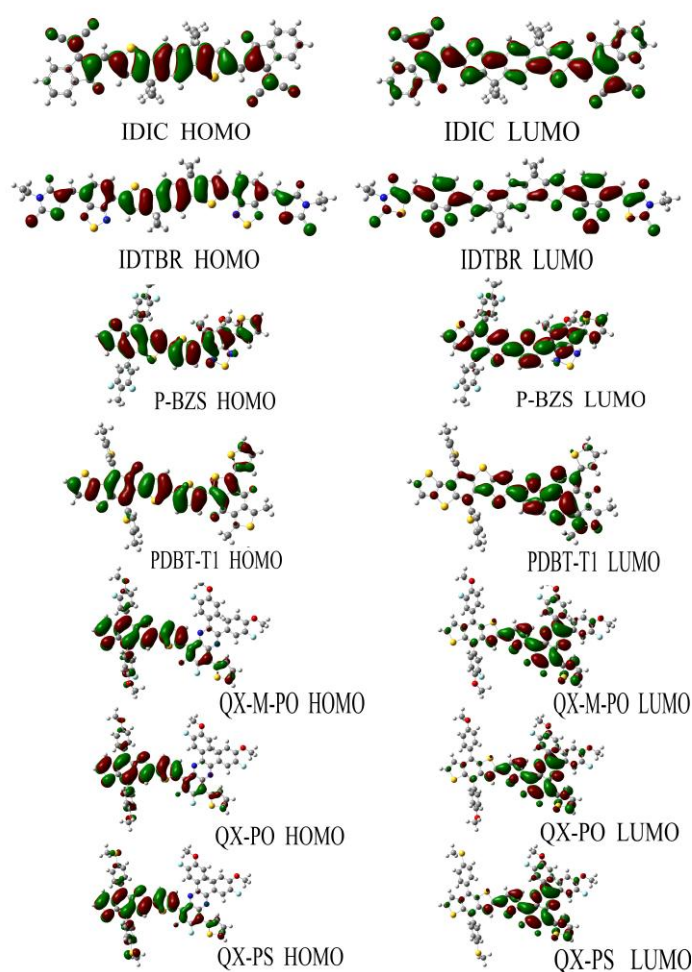 IDIC HOMO
IDIC LUMO
IDTBR HOMO
IDTBR LUMO
P-BZS HOMO
P-BZS LUMO
PDBT-T1 HOMO
PDBT-T1 LUMO
QX-M-PO HOMO
QX-M-PO LUMO
QX-PO HOMO
QX-PO LUMO
QX-PS HOMO
QX-PS LUMO